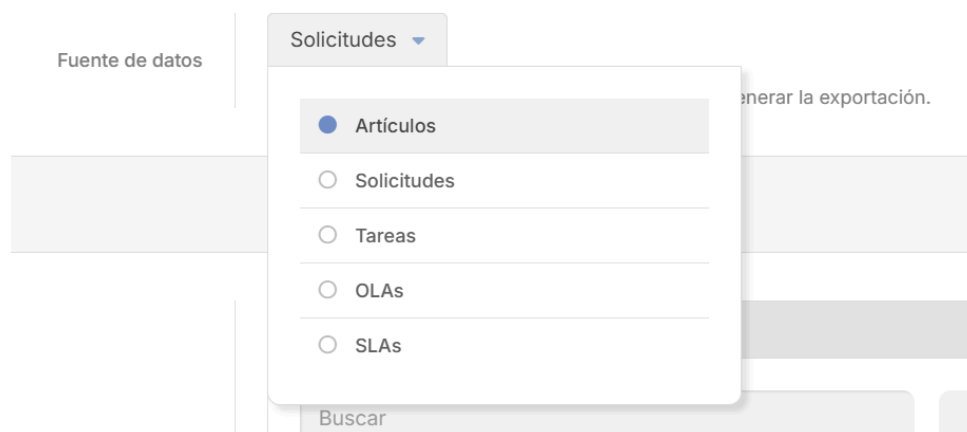 Solicitudes
Fuente de datos
enerar la exportación.
Artículos
Solicitudes
Tareas
OLAs
SLAs
Buscar